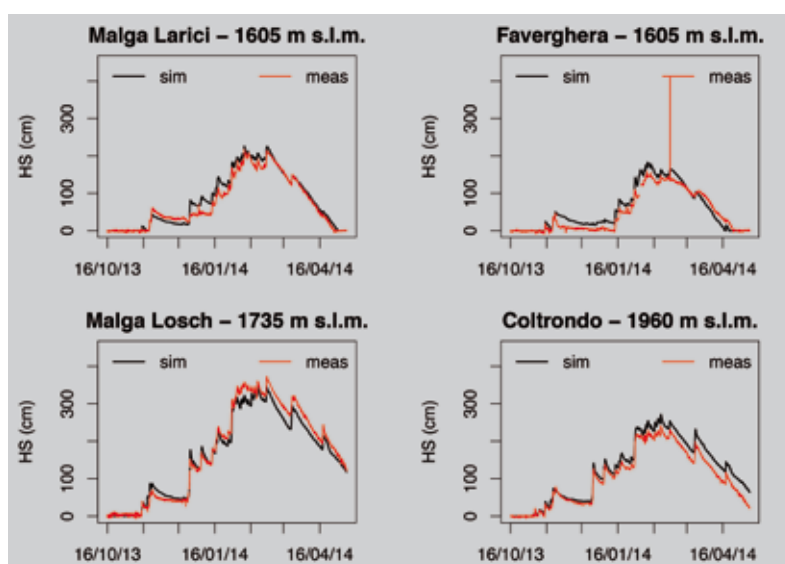 Malga Larici – 1605 m s.l.m.
sim meas
HS (cm)
300
100
0
16/10/13 16/01/14 16/04/14
Faverghera – 1605 m s.l.m.
sim meas
HS (cm)
300
100
0
16/10/13 16/01/14 16/04/14
Malga Losch – 1735 m s.l.m.
sim meas
HS (cm)
300
100
0
16/10/13 16/01/14 16/04/14
Coltrondo – 1960 m s.l.m.
sim meas
HS (cm)
300
100
0
16/10/13 16/01/14 16/04/14